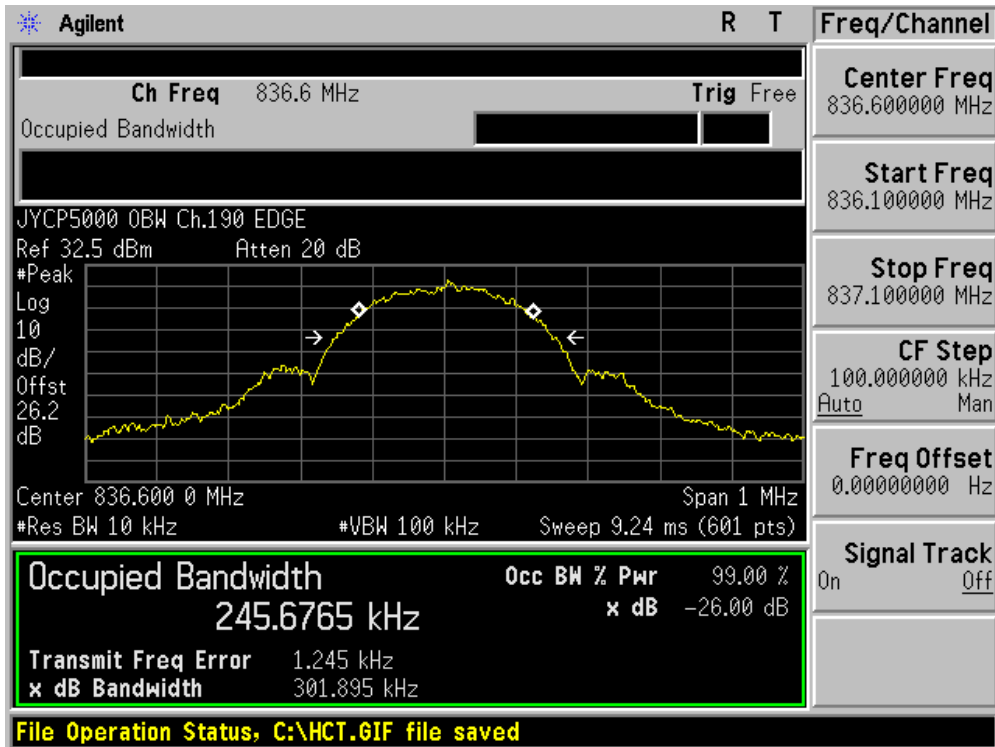 Agilent R T Freq/Channel
Ch Freq 836.6 MHz Trig Free
Occupied Bandwidth
Center Freq
836.600000 MHz
Start Freq
836.100000 MHz
Stop Freq
837.100000 MHz
CF Step
100.000000 kHz
Auto Man
Freq Offset
0.00000000 Hz
Signal Track
On Off
JYCP5000 OBW Ch.190 EDGE
Ref 32.5 dBm Atten 20 dB
#Peak
Log
10
dB/
Offst
26.2
dB
Center 836.600 0 MHz Span 1 MHz
#Res BW 10 kHz #VBW 100 kHz Sweep 9.24 ms (601 pts)
Occupied Bandwidth Occ BW % Pwr 99.00 %
245.6765 kHz x dB -26.00 dB
Transmit Freq Error 1.245 kHz
x dB Bandwidth 301.895 kHz
File Operation Status, C:\HCT.GIF file saved